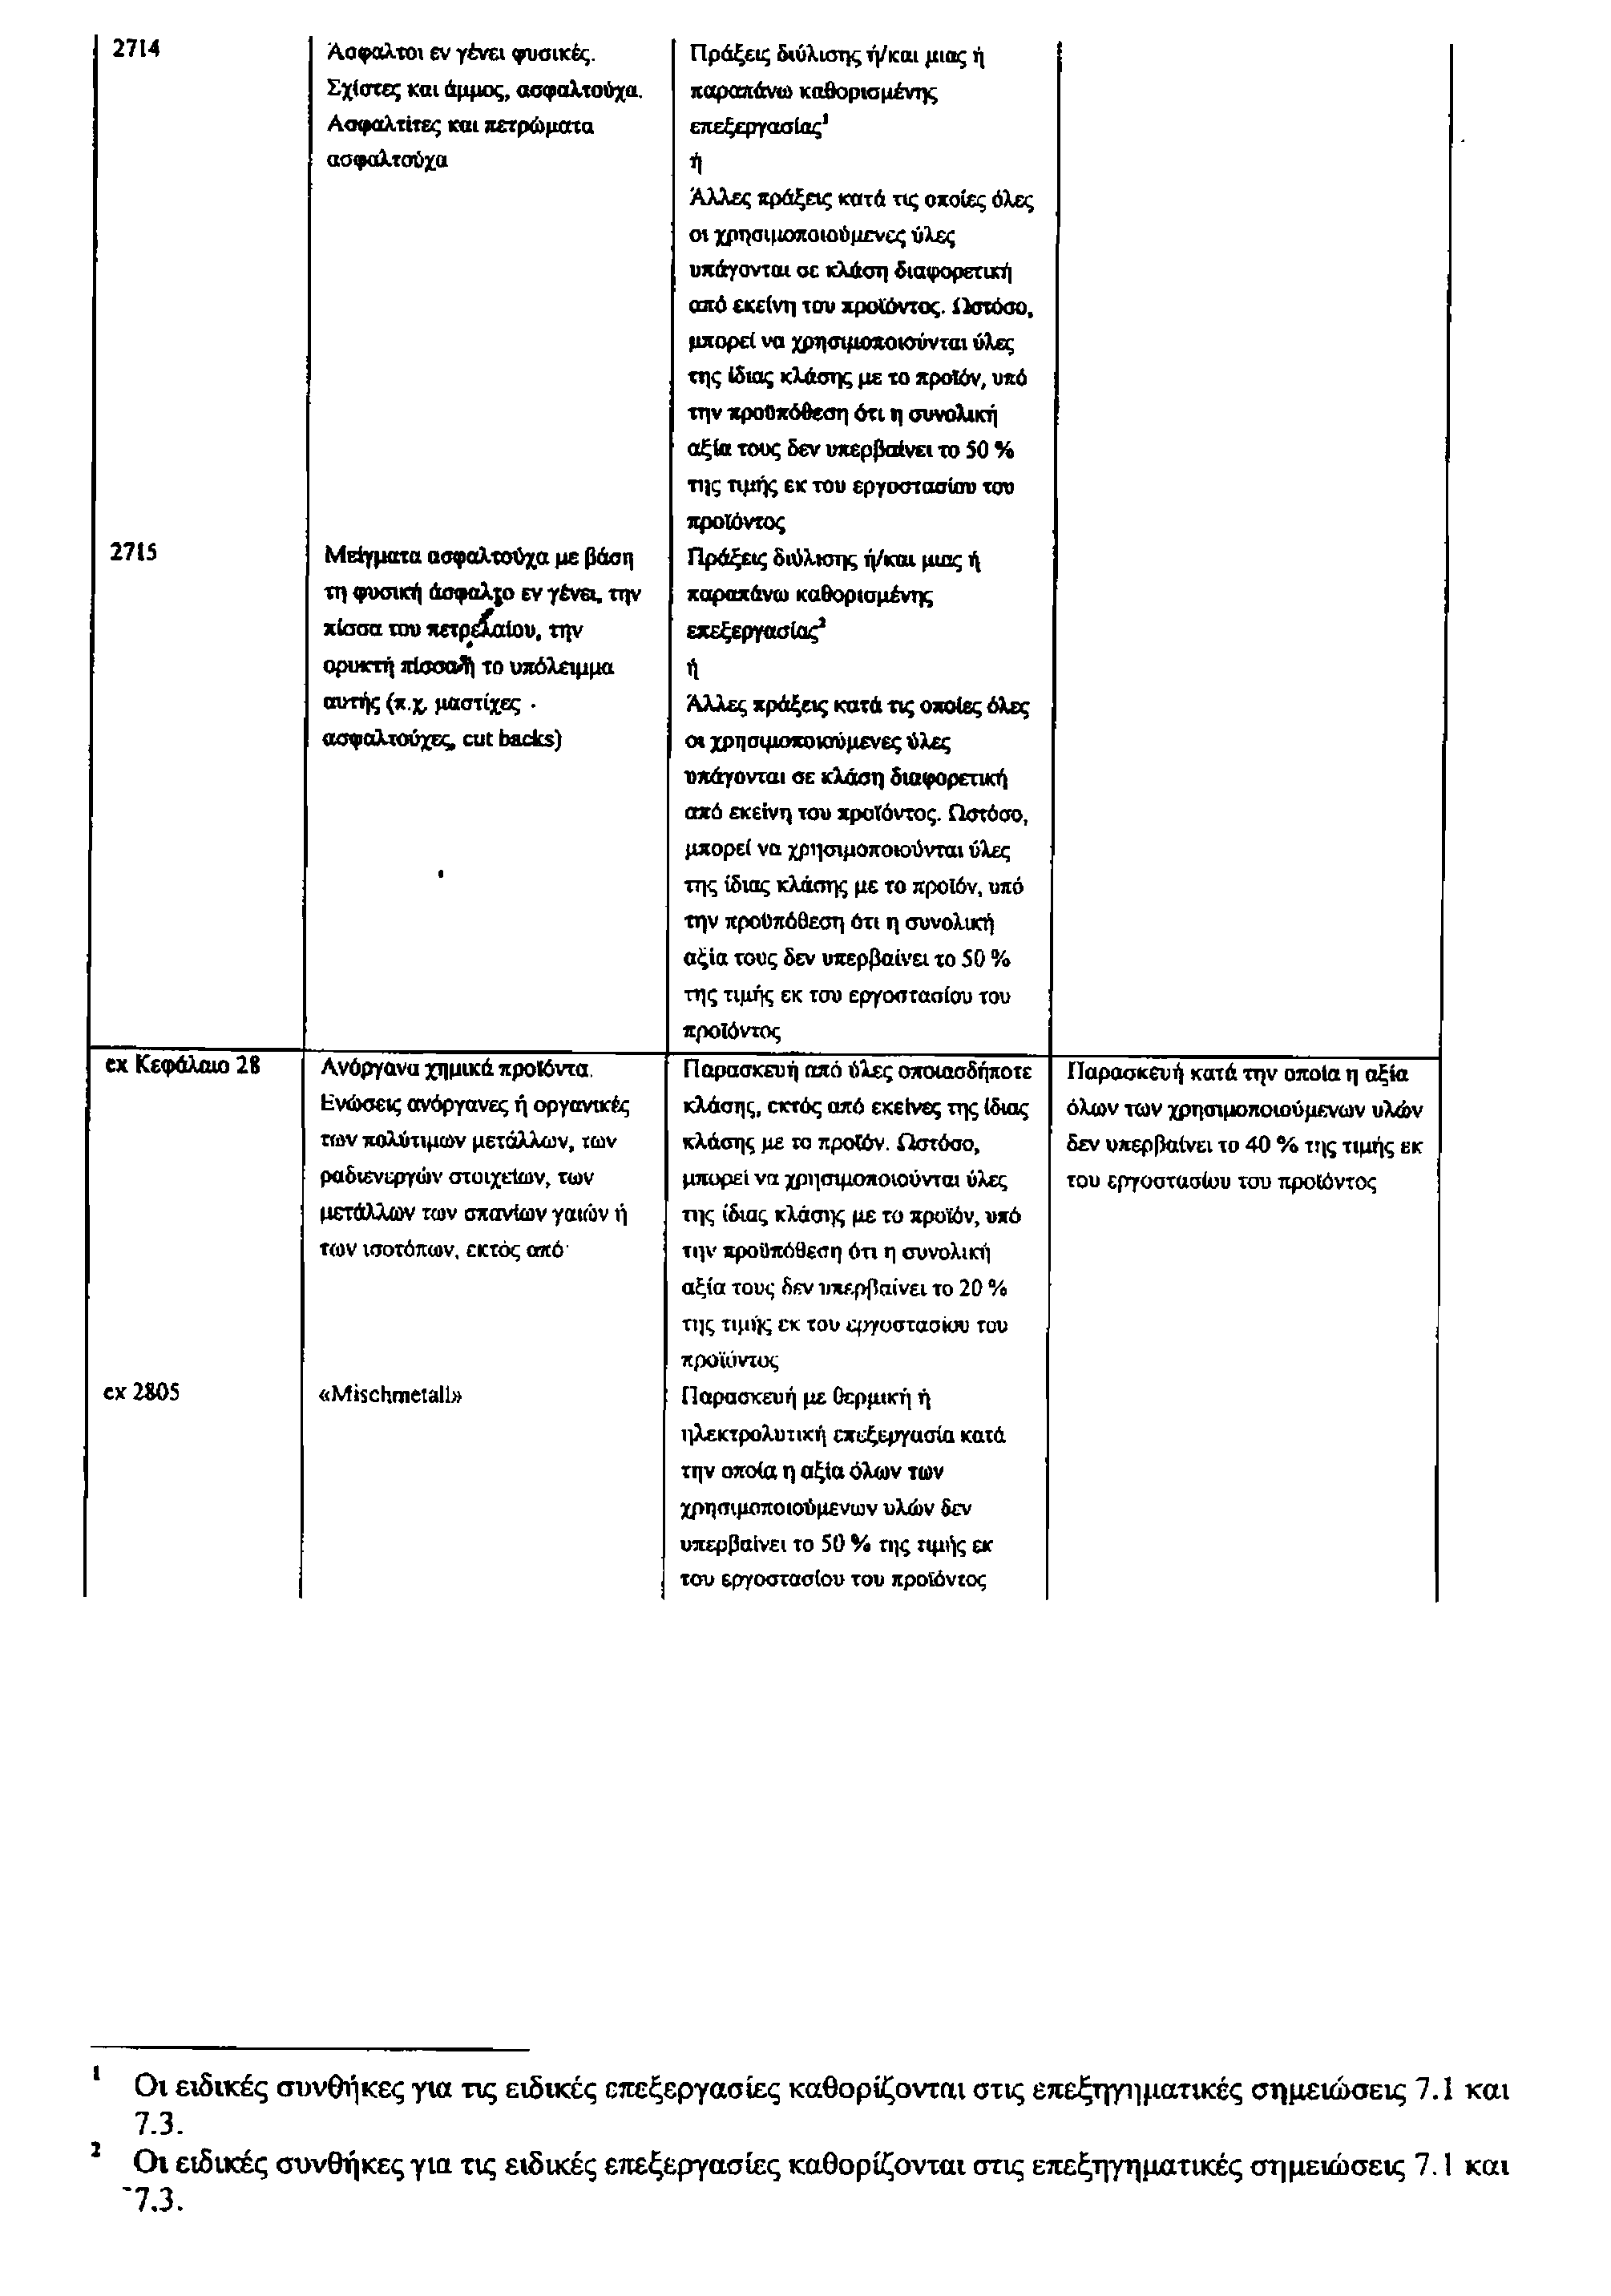 2714
Άσφαλτοι εν γένει φυσικές.
Σχίστες και άμμος, ασφαλτούχα.
Ασφαλτίτες και πετρώματα
ασφαλτούχα
Πράξεις διύλισης ή/και μιας ή
παραπάνω καθορισμένης
επεξεργασίας¹
ή
Άλλες πράξεις κατά τις οποίες όλες
οι χρησιμοποιούμενες ύλες
υπάγονται σε κλάση διαφορετική
από εκείνη του προϊόντος. Ωστόσο,
μπορεί να χρησιμοποιούνται ύλες
της ίδιας κλάσης με το προϊόν, υπό
την προϋπόθεση ότι η συνολική
αξία τους δεν υπερβαίνει το 50 %
της τιμής εκ του εργοστασίου του
προϊόντος
2715
Μείγματα ασφαλτούχα με βάση
τη φυσική άσφαλτο εν γένει, την
πίσσα του πετρελαίου, την
ορυκτή πίσσα ή το υπόλειμμα
αυτής (π.χ. μαστίχες
ασφαλτούχες, cut backs)
Πράξεις διύλισης ή/και μιας ή
παραπάνω καθορισμένης
επεξεργασίας²
ή
Άλλες πράξεις κατά τις οποίες όλες
οι χρησιμοποιούμενες ύλες
υπάγονται σε κλάση διαφορετική
από εκείνη του προϊόντος. Ωστόσο,
μπορεί να χρησιμοποιούνται ύλες
της ίδιας κλάσης με το προϊόν, υπό
την προϋπόθεση ότι η συνολική
αξία τους δεν υπερβαίνει το 50 %
της τιμής εκ του εργοστασίου του
προϊόντος
ex Κεφάλαιο 28
Ανόργανα χημικά προϊόντα.
Ενώσεις ανόργανες ή οργανικές
των πολύτιμων μετάλλων, των
ραδιενεργών στοιχείων, των
μετάλλων των σπανίων γαιών ή
των ισοτόπων, εκτός από
Παρασκευή από ύλες οποιασδήποτε
κλάσης, εκτός από εκείνες της ίδιας
κλάσης με το προϊόν. Ωστόσο,
μπορεί να χρησιμοποιούνται ύλες
της ίδιας κλάσης με το προϊόν, υπό
την προϋπόθεση ότι η συνολική
αξία τους δεν υπερβαίνει το 20 %
της τιμής εκ του εργοστασίου του
προϊόντος
Παρασκευή κατά την οποία η αξία
όλων των χρησιμοποιούμενων υλών
δεν υπερβαίνει το 40 % της τιμής εκ
του εργοστασίου του προϊόντος
ex 2805
«Mischmetall»
Παρασκευή με θερμική ή
ηλεκτρολυτική επεξεργασία κατά
την οποία η αξία όλων των
χρησιμοποιούμενων υλών δεν
υπερβαίνει το 50 % της τιμής εκ
του εργοστασίου του προϊόντος
¹ Οι ειδικές συνθήκες για τις ειδικές επεξεργασίες καθορίζονται στις επεξηγηματικές σημειώσεις 7.1 και
7.3.
² Οι ειδικές συνθήκες για τις ειδικές επεξεργασίες καθορίζονται στις επεξηγηματικές σημειώσεις 7.1 και
7.3.